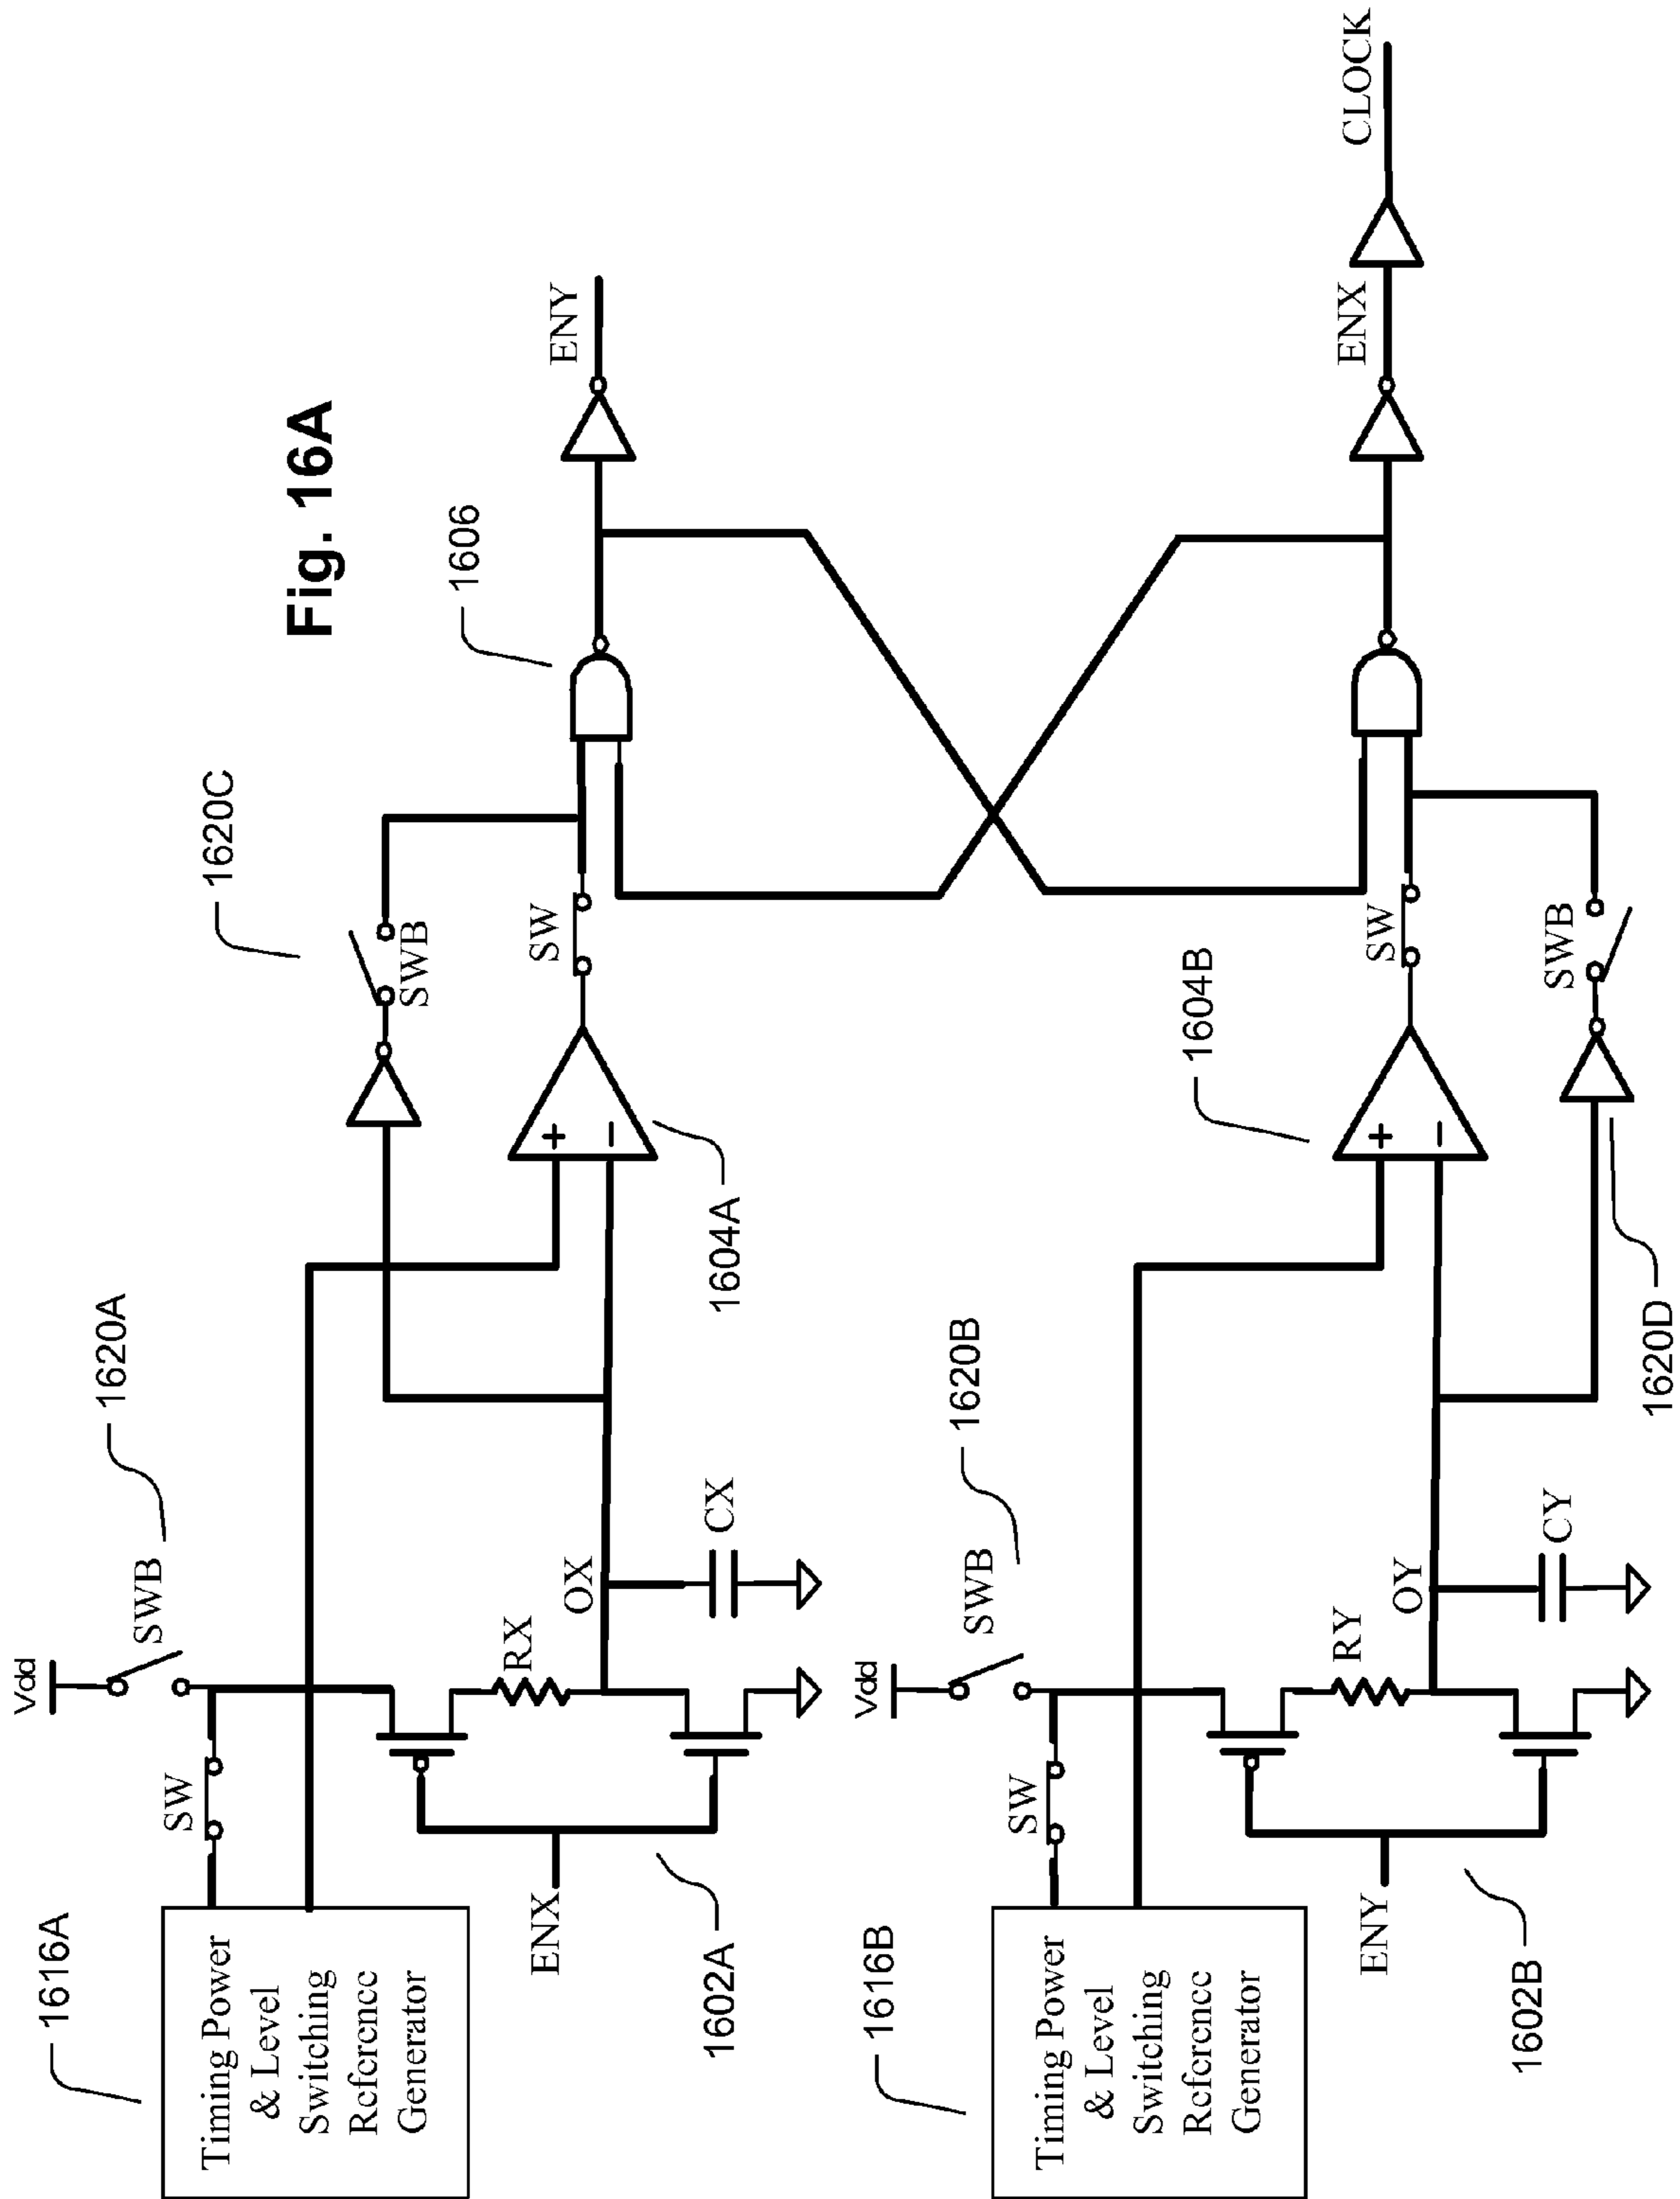 Fig. 16A
1616A
Timing Power
& Level
Switching
Reference
Generator
SW
Vdd
SWB
1620A
ENX
1602A
RX
OX
CX
1604A
+
−
SWB
1620C
SW
1606
ENY
1616B
Timing Power
& Level
Switching
Reference
Generator
SW
Vdd
SWB
1620B
ENY
1602B
RY
OY
CY
1604B
+
−
SW
SWB
1620D
ENX
CLOCK